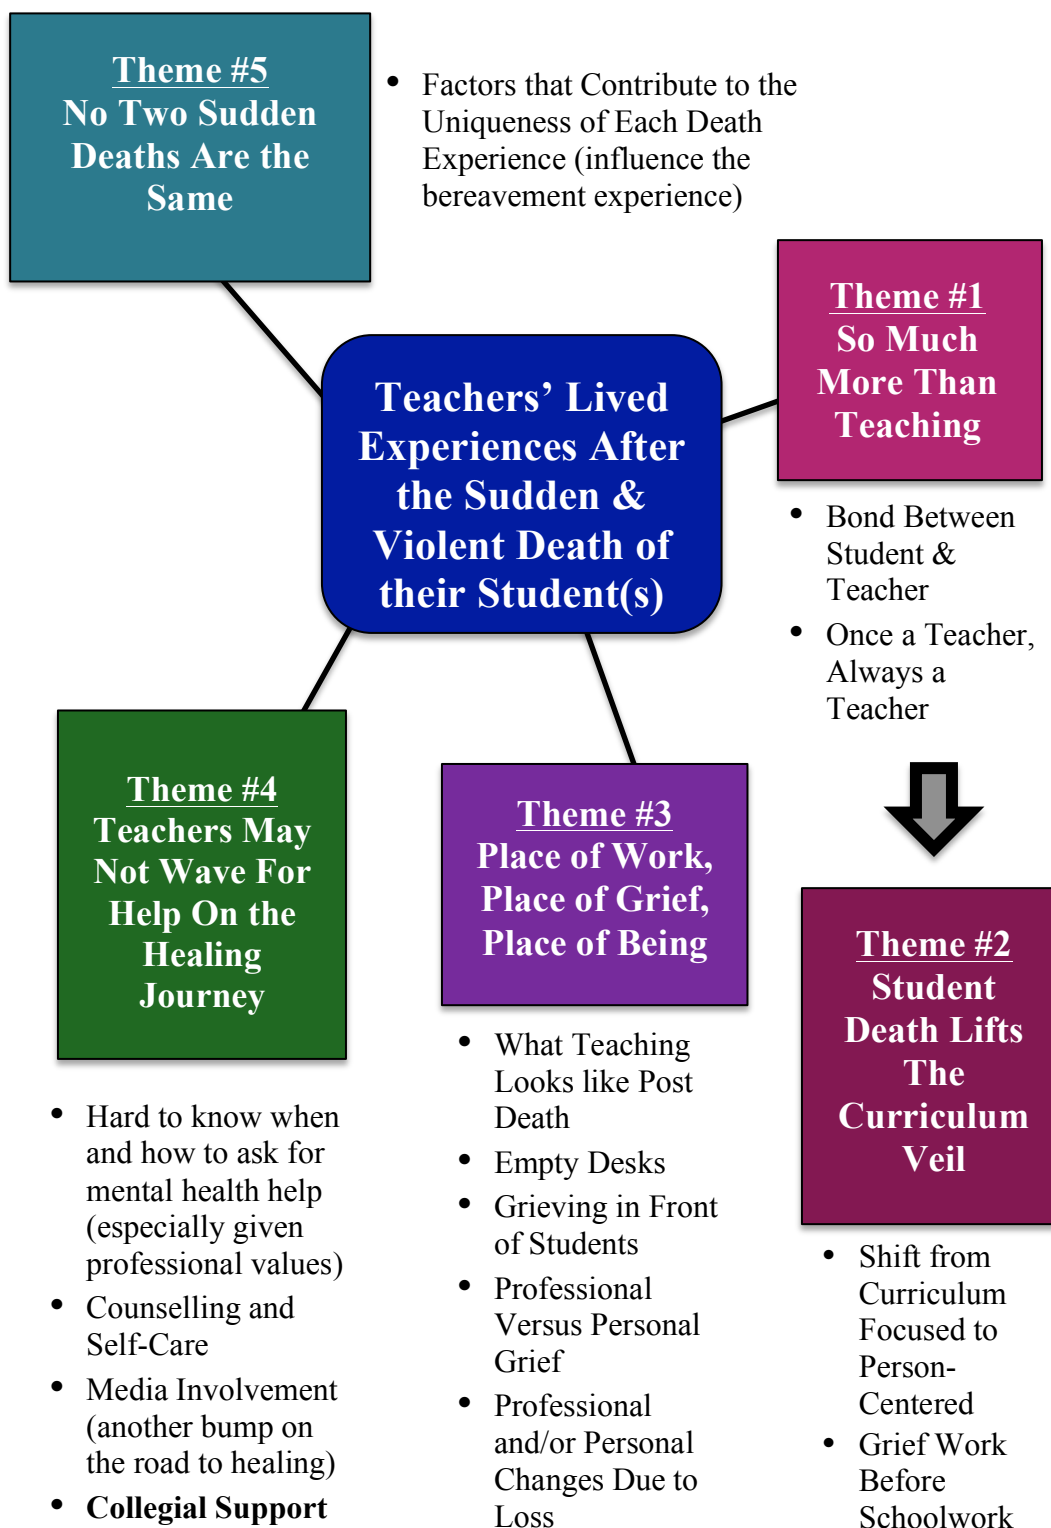 Theme #5
No Two Sudden
Deaths Are the
Same
• Factors that Contribute to the
Uniqueness of Each Death
Experience (influence the
bereavement experience)
Teachers’ Lived
Experiences After
the Sudden &
Violent Death of
their Student(s)
Theme #1
So Much
More Than
Teaching
• Bond Between
Student &
Teacher
• Once a Teacher,
Always a
Teacher
Theme #2
Student
Death Lifts
The
Curriculum
Veil
• Shift from
Curriculum
Focused to
Person-
Centered
• Grief Work
Before
Schoolwork
Theme #3
Place of Work,
Place of Grief,
Place of Being
• What Teaching
Looks like Post
Death
• Empty Desks
• Grieving in Front
of Students
• Professional
Versus Personal
Grief
• Professional
and/or Personal
Changes Due to
Loss
Theme #4
Teachers May
Not Wave For
Help On the
Healing
Journey
• Hard to know when
and how to ask for
mental health help
(especially given
professional values)
• Counselling and
Self-Care
• Media Involvement
(another bump on
the road to healing)
• Collegial Support